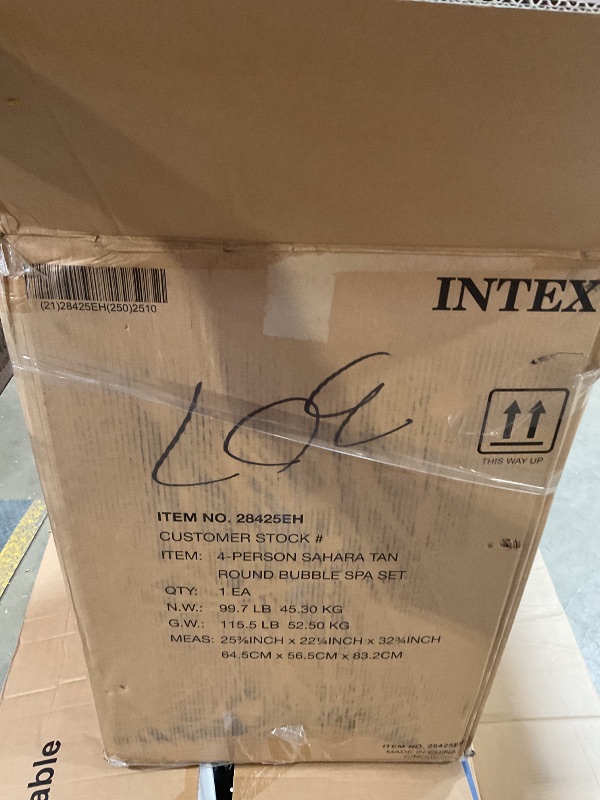 (21)28425EH(250)2510
INTEX
THIS WAY UP
ITEM NO. 28425EH
CUSTOMER STOCK #
ITEM: 4-PERSON SAHARA TAN
ROUND BUBBLE SPA SET
QTY: 1 EA
N.W.: 99.7 LB 45.30 KG
G.W.: 115.5 LB 52.50 KG
MEAS: 25⅜INCH x 22¼INCH x 32¾INCH
64.5CM x 56.5CM x 83.2CM
ITEM NO. 28425E
MADE IN CHINA
able